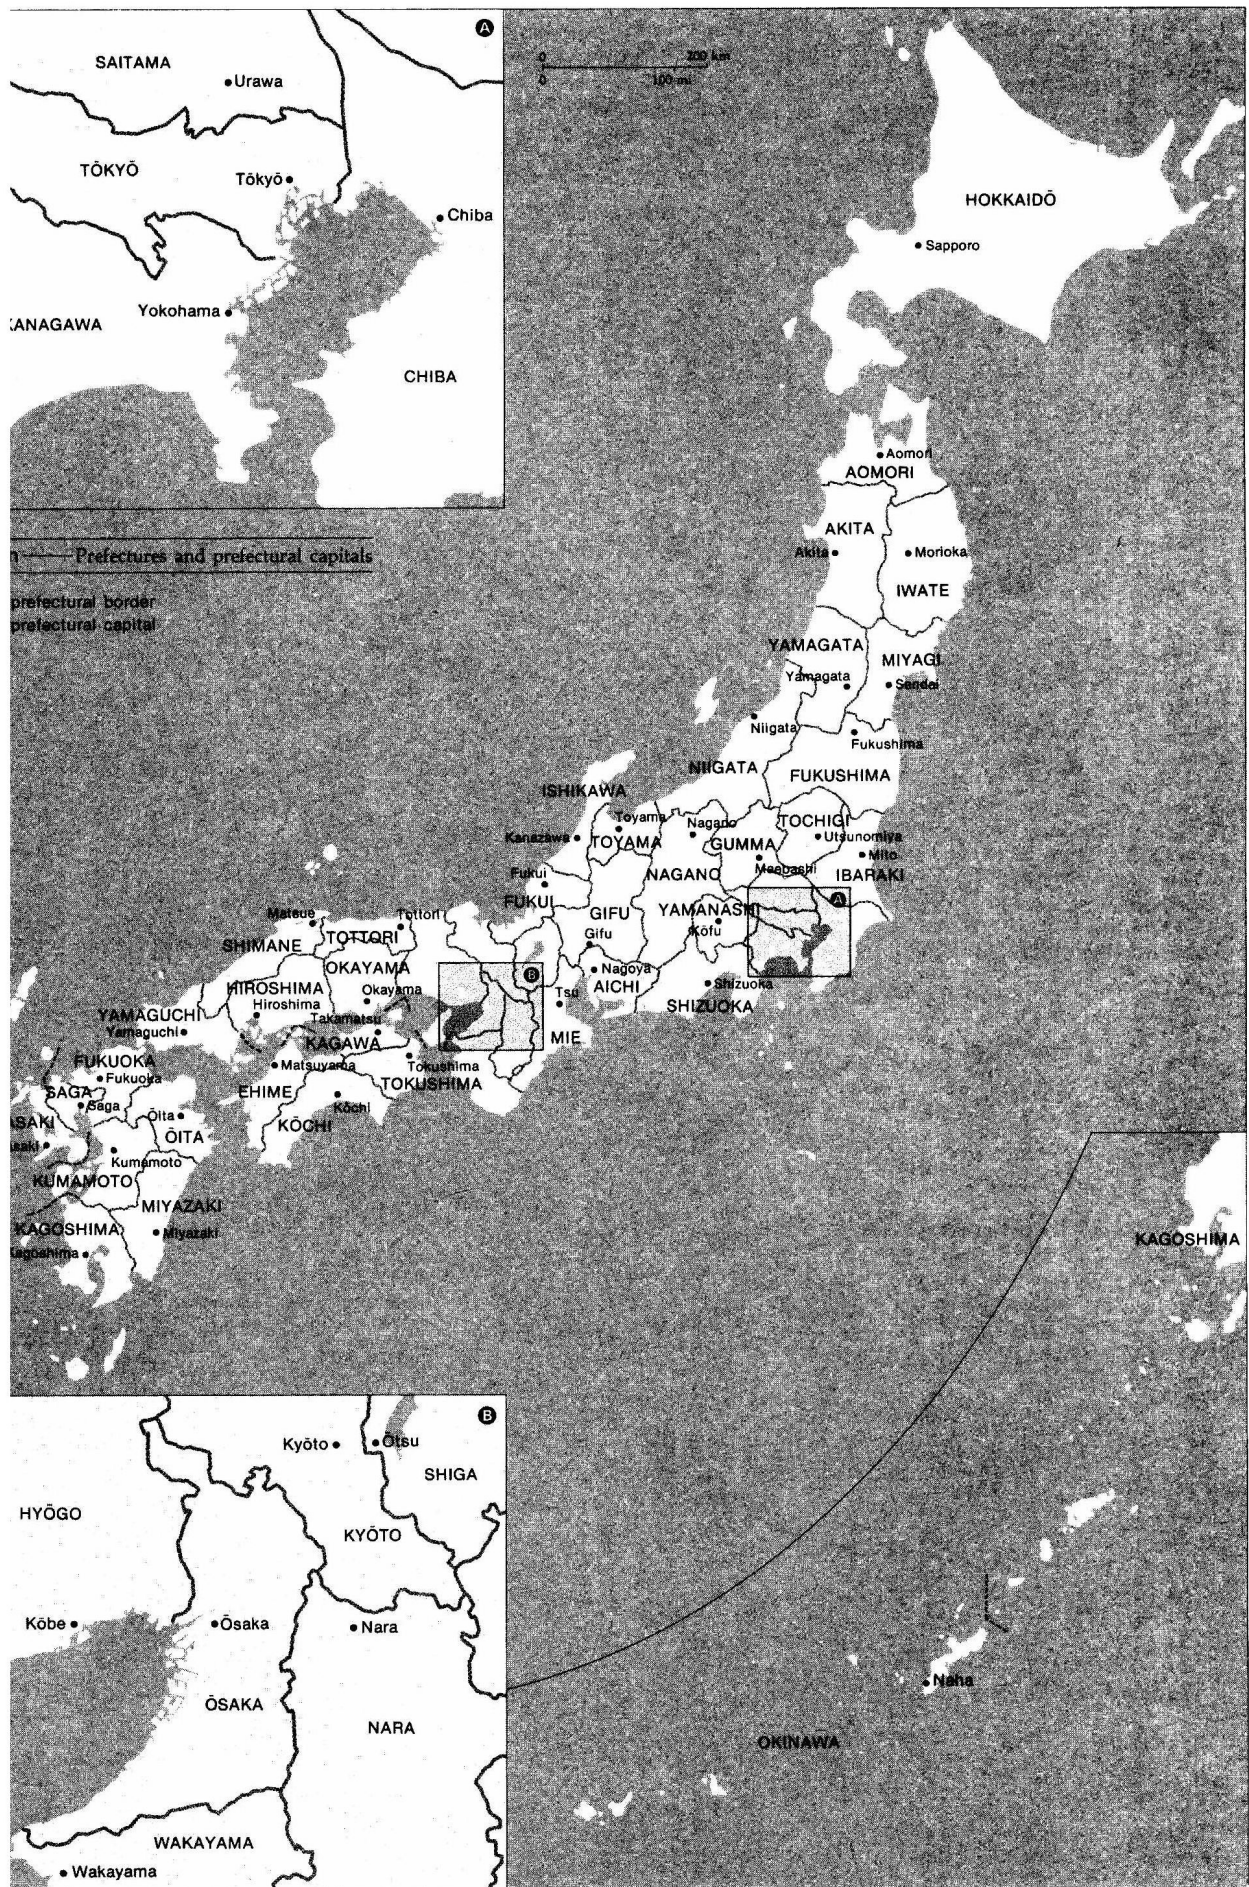 A
SAITAMA
Urawa
TŌKYŌ
Tōkyō
Chiba
Yokohama
KANAGAWA
CHIBA
0 200 km
0 100 mi
HOKKAIDŌ
Sapporo
Aomori
AOMORI
AKITA
Akita
Morioka
IWATE
n Prefectures and prefectural capitals
prefectural border
prefectural capital
YAMAGATA
MIYAGI
Yamagata
Sendai
Niigata
Fukushima
NIIGATA
FUKUSHIMA
ISHIKAWA
Toyama
Nagano
TOCHIGI
Kanazawa
TOYAMA
GUMMA
Utsunomiya
Maebashi
Mito
Fukui
NAGANO
IBARAKI
FUKUI
GIFU
YAMANASHI
A
Matsue
Tottori
Gifu
Kōfu
SHIMANE
TOTTORI
OKAYAMA
B
Nagoya
HIROSHIMA
Okayama
AICHI
Shizuoka
Hiroshima
Tsu
SHIZUOKA
YAMAGUCHI
Takamatsu
Yamaguchi
KAGAWA
MIE
FUKUOKA
Matsuyama
Tokushima
Fukuoka
EHIME
TOKUSHIMA
SAGA
Saga
Kōchi
ASAKI
Ōita
KŌCHI
asaki
ŌITA
Kumamoto
KUMAMOTO
MIYAZAKI
KAGOSHIMA
Miyazaki
Kagoshima
KAGOSHIMA
B
Kyōto
Ōtsu
SHIGA
HYŌGO
KYŌTO
Kōbe
Ōsaka
Nara
ŌSAKA
NARA
WAKAYAMA
Wakayama
Naha
OKINAWA